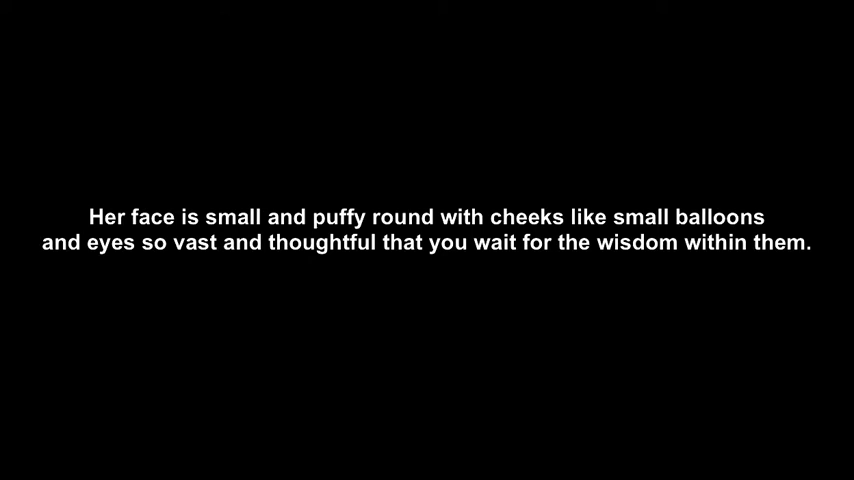 Her face is small and puffy round with cheeks like small balloons
and eyes so vast and thoughtful that you wait for the wisdom within them.